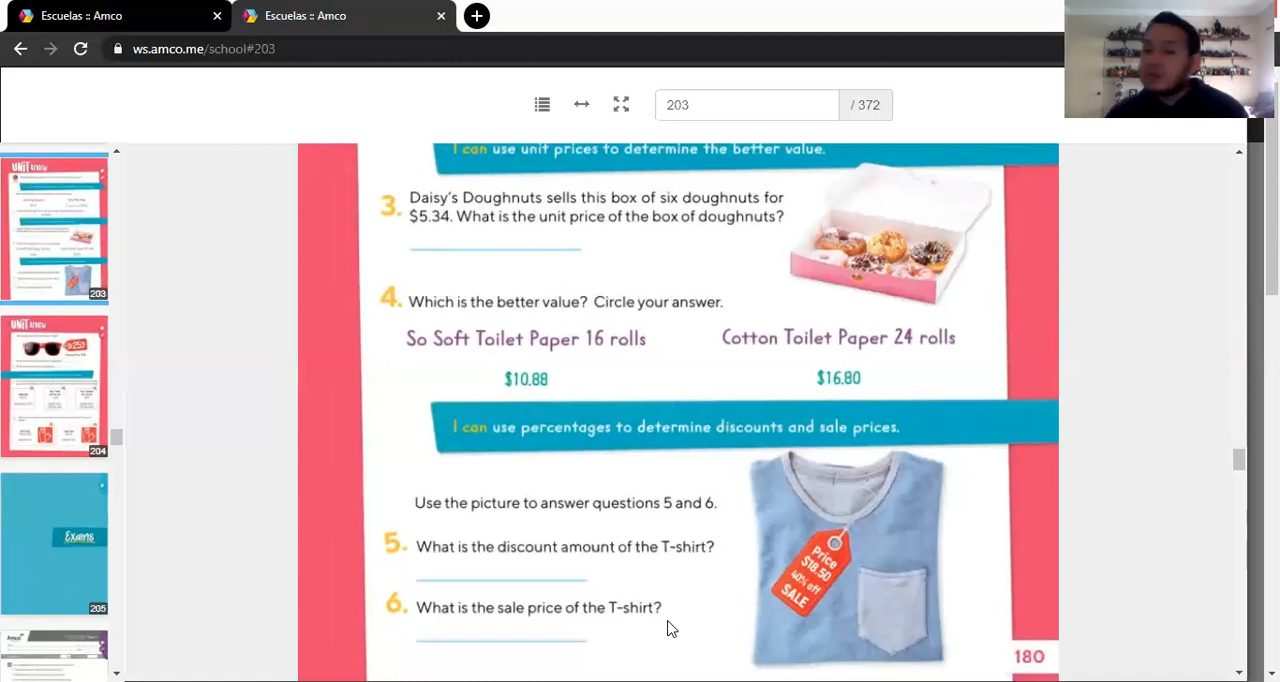 Escuelas :: Amco
Escuelas :: Amco
ws.amco.me/school#203
203 / 372
I can use unit prices to determine the better value.
3. Daisy's Doughnuts sells this box of six doughnuts for
$5.34. What is the unit price of the box of doughnuts?
4. Which is the better value? Circle your answer.
So Soft Toilet Paper 16 rolls
Cotton Toilet Paper 24 rolls
$10.88
$16.80
I can use percentages to determine discounts and sale prices.
Use the picture to answer questions 5 and 6.
5. What is the discount amount of the T-shirt?
6. What is the sale price of the T-shirt?
Price
$18.50
40% off
SALE
180
UNIT REVIEW
203
UNIT REVIEW
204
Exams
205
Amco